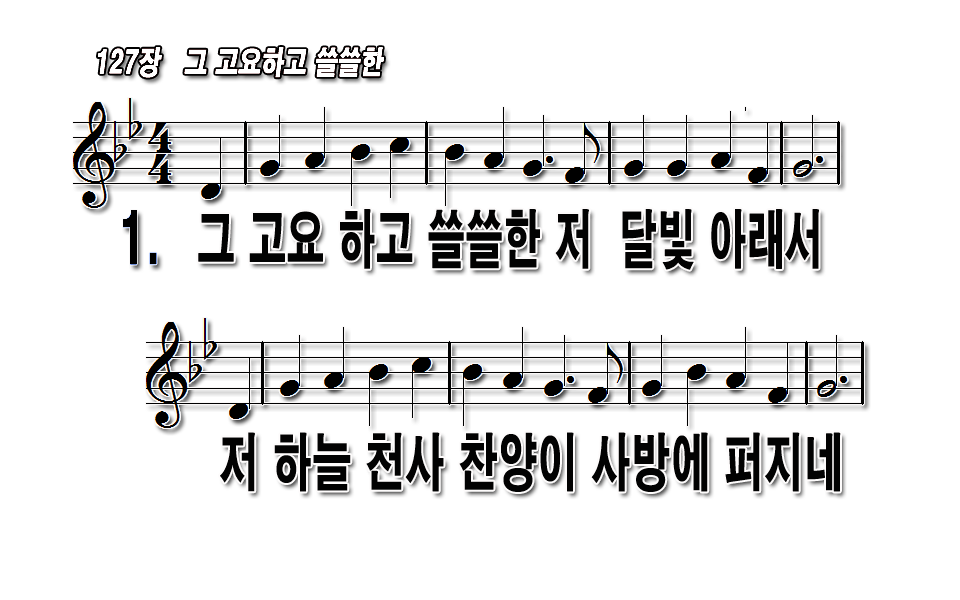 127장 그 고요하고 쓸쓸한
1. 그 고요 하고 쓸쓸한 저 달빛 아래서
저 하늘 천사 찬양이 사방에 퍼지네